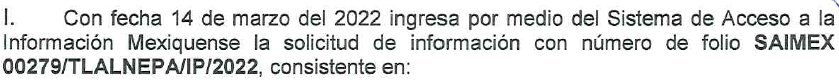 I. Con fecha 14 de marzo del 2022 ingresa por medio del Sistema de Acceso a la
Información Mexiquense la solicitud de información con número de folio SAIMEX
00279/TLALNEPA/IP/2022, consistente en: